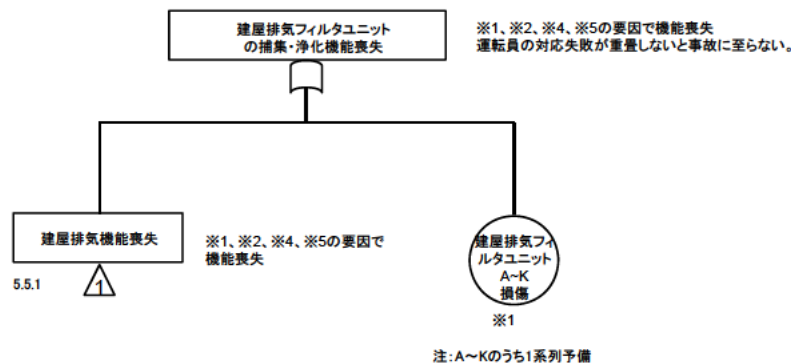 建屋排気フィルタユニット
の捕集・浄化機能喪失
※1、※2、※4、※5の要因で機能喪失
運転員の対応失敗が重畳しないと事故に至らない。
建屋排気機能喪失
※1、※2、※4、※5の要因で
機能喪失
5.5.1
1
建屋排気フィ
ルタユニット
A~K
損傷
※1
注:A～Kのうち1系列予備